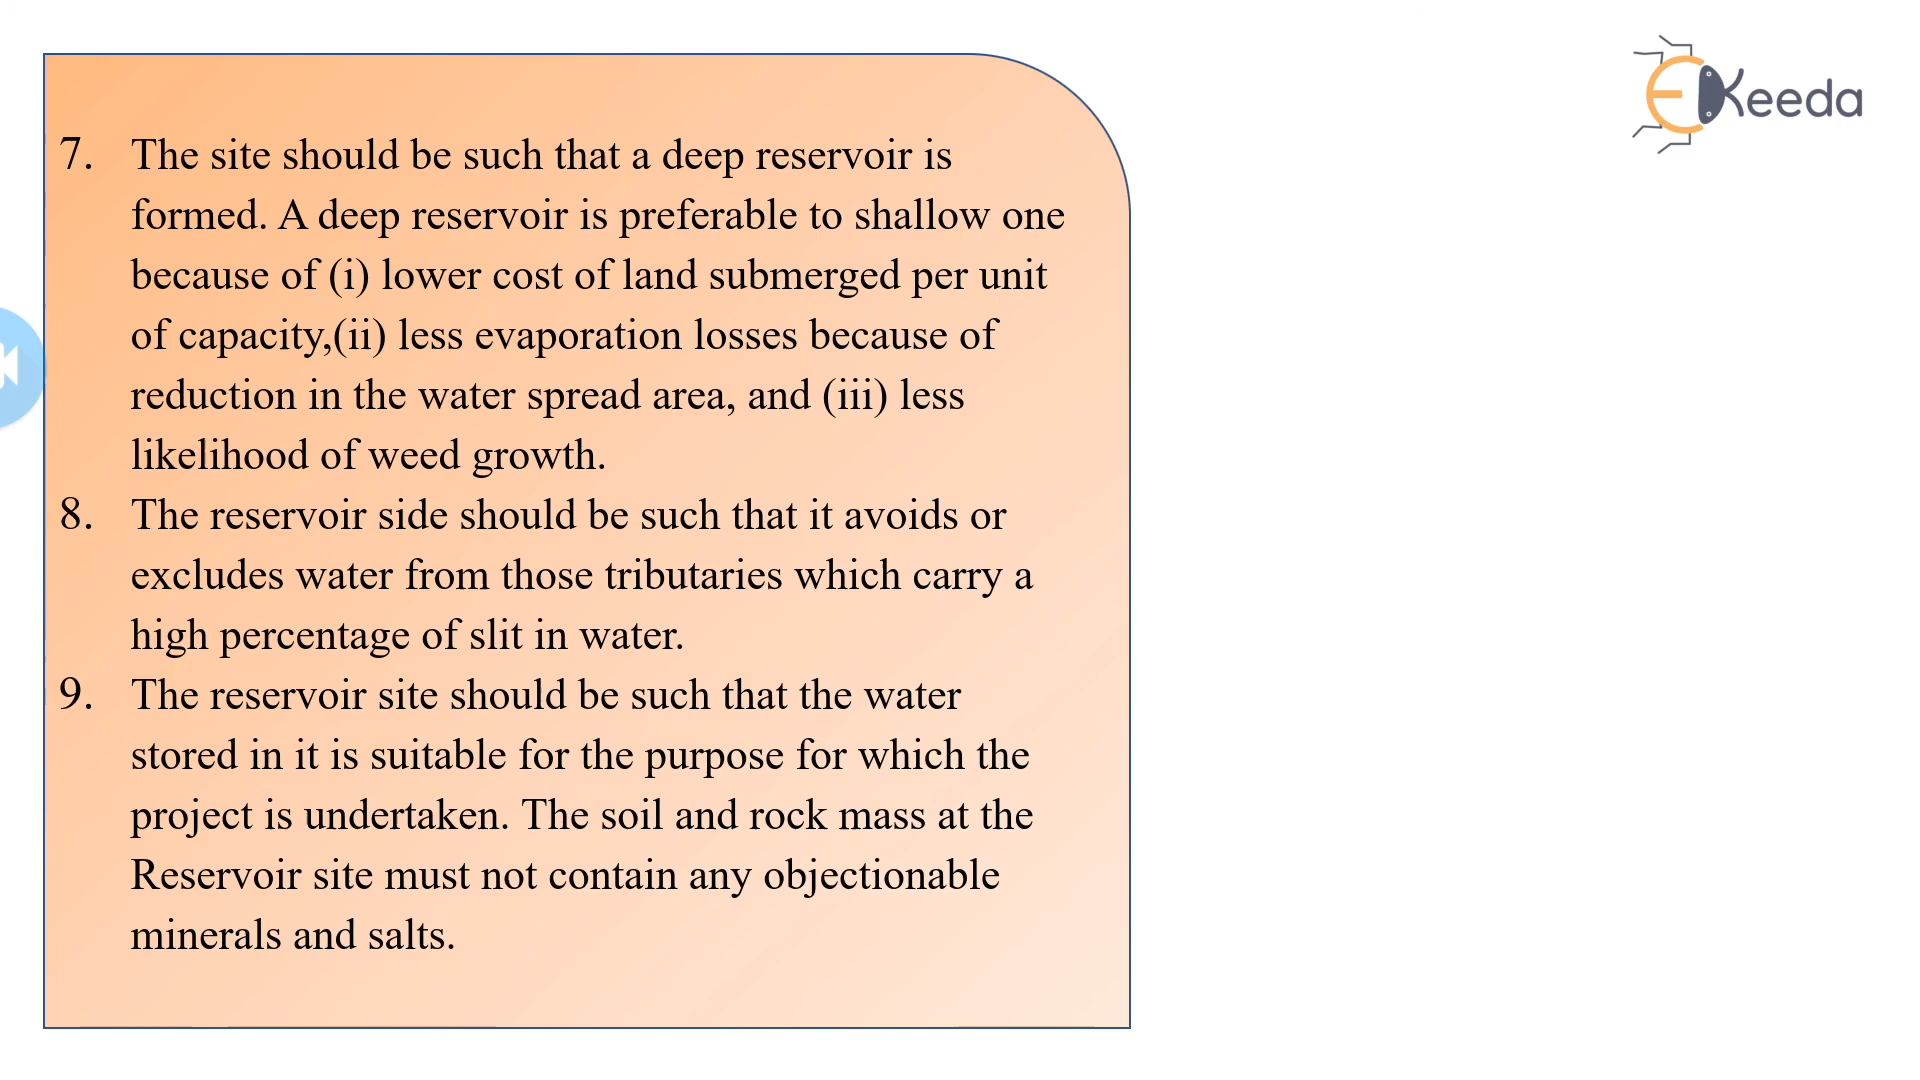 EKeeda
7. The site should be such that a deep reservoir is
formed. A deep reservoir is preferable to shallow one
because of (i) lower cost of land submerged per unit
of capacity,(ii) less evaporation losses because of
reduction in the water spread area, and (iii) less
likelihood of weed growth.
8. The reservoir side should be such that it avoids or
excludes water from those tributaries which carry a
high percentage of slit in water.
9. The reservoir site should be such that the water
stored in it is suitable for the purpose for which the
project is undertaken. The soil and rock mass at the
Reservoir site must not contain any objectionable
minerals and salts.